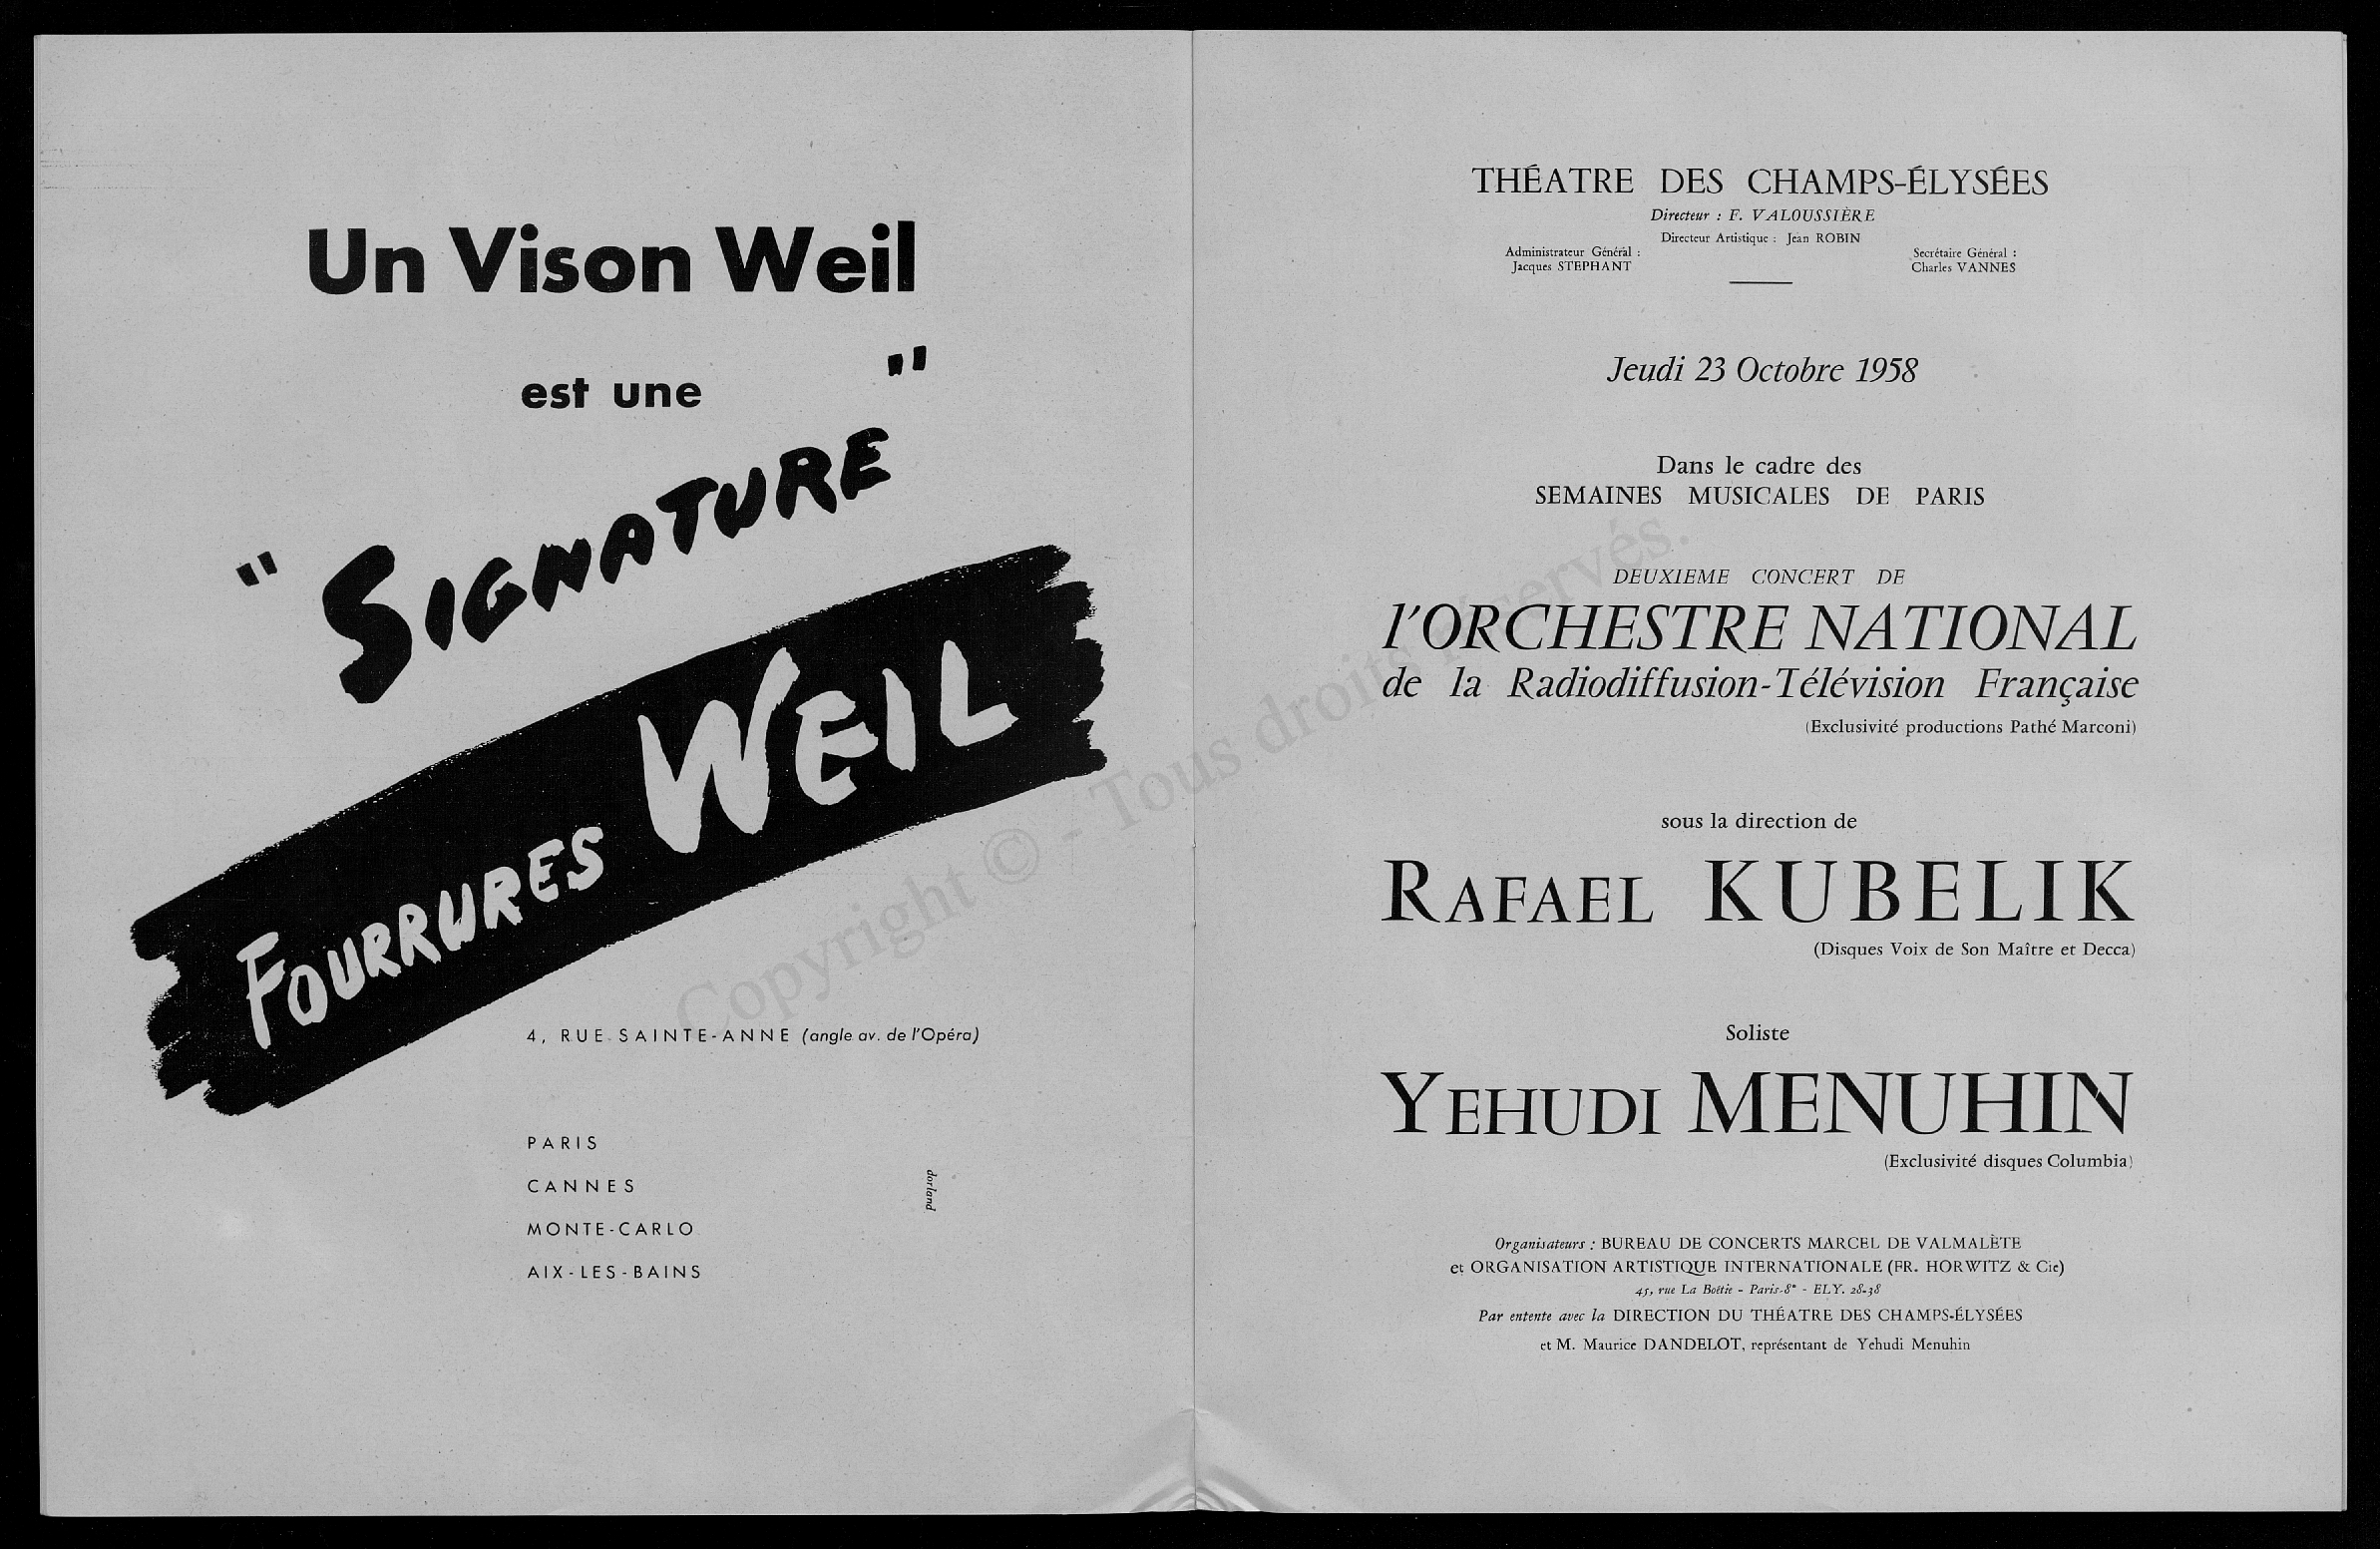 Un Vison Weil
est une
" SIGNATURE "
FOURRURES WEIL
4, RUE SAINTE-ANNE (angle av. de l'Opéra)
PARIS
CANNES
MONTE-CARLO
AIX-LES-BAINS
dorland
THÉATRE DES CHAMPS-ÉLYSÉES
Directeur : F. VALOUSSIÈRE
Directeur Artistique : Jean ROBIN
Administrateur Général :
Jacques STEPHANT
Secrétaire Général :
Charles VANNES
Jeudi 23 Octobre 1958
Dans le cadre des
SEMAINES MUSICALES DE PARIS
DEUXIEME CONCERT DE
l'ORCHESTRE NATIONAL
de la Radiodiffusion-Télévision Française
(Exclusivité productions Pathé Marconi)
sous la direction de
RAFAEL KUBELIK
(Disques Voix de Son Maître et Decca)
Soliste
YEHUDI MENUHIN
(Exclusivité disques Columbia)
Organisateurs : BUREAU DE CONCERTS MARCEL DE VALMALÈTE
et ORGANISATION ARTISTIQUE INTERNATIONALE (FR. HORWITZ & Cie)
45, rue La Boëtie - Paris-8° - ELY. 28-38
Par entente avec la DIRECTION DU THÉATRE DES CHAMPS-ÉLYSÉES
et M. Maurice DANDELOT, représentant de Yehudi Menuhin
Copyright © - Tous droits réservés.